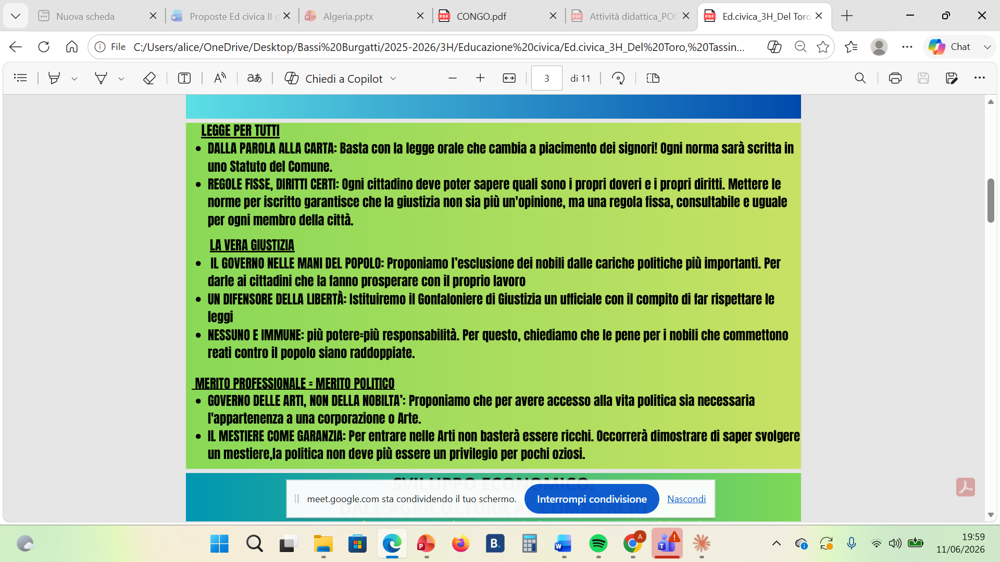 Nuova scheda
Proposte Ed civica II q
Algeria.pptx
CONGO.pdf
Attività didattica_POG
Ed.civica_3H_Del Toro
File
C:/Users/alice/OneDrive/Desktop/Bassi%20Burgatti/2025-2026/3H/Educazione%20civica/Ed.civica_3H_Del%20Toro,%20Tassin...
Chat
Chiedi a Copilot
3
di 11
LEGGE PER TUTTI
• DALLA PAROLA ALLA CARTA: Basta con la legge orale che cambia a piacimento dei signori! Ogni norma sarà scritta in
uno Statuto del Comune.
• REGOLE FISSE, DIRITTI CERTI: Ogni cittadino deve poter sapere quali sono i propri doveri e i propri diritti. Mettere le
norme per iscritto garantisce che la giustizia non sia più un'opinione, ma una regola fissa, consultabile e uguale
per ogni membro della città.
LA VERA GIUSTIZIA
• IL GOVERNO NELLE MANI DEL POPOLO: Proponiamo l’esclusione dei nobili dalle cariche politiche più importanti. Per
darle ai cittadini che la fanno prosperare con il proprio lavoro
• UN DIFENSORE DELLA LIBERTÀ: Istituiremo il Gonfaloniere di Giustizia un ufficiale con il compito di far rispettare le
leggi
• NESSUNO E IMMUNE: più potere=più responsabilità. Per questo, chiediamo che le pene per i nobili che commettono
reati contro il popolo siano raddoppiate.
MERITO PROFESSIONALE = MERITO POLITICO
• GOVERNO DELLE ARTI, NON DELLA NOBILTA’: Proponiamo che per avere accesso alla vita politica sia necessaria
l'appartenenza a una corporazione o Arte.
• IL MESTIERE COME GARANZIA: Per entrare nelle Arti non basterà essere ricchi. Occorrerà dimostrare di saper svolgere
un mestiere,la politica non deve più essere un privilegio per pochi oziosi.
SVILUPPO ECONOMICO:
DALL'AGRICOLTURA AL COMMERCIO
meet.google.com sta condividendo il tuo schermo.
Interrompi condivisione
Nascondi
19:59
11/06/2026